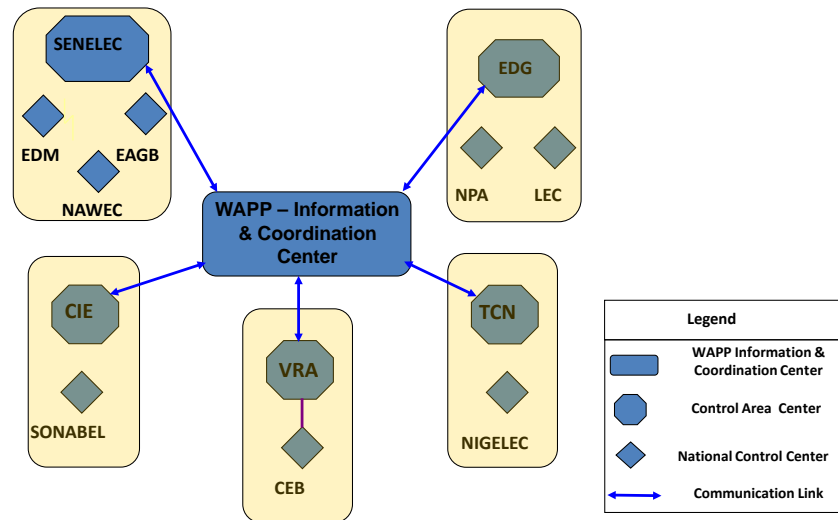 SENELEC
EDM
EAGB
NAWEC
EDG
NPA
LEC
WAPP – Information
& Coordination
Center
CIE
SONABEL
VRA
CEB
TCN
NIGELEC
Legend
WAPP Information &
Coordination Center
Control Area Center
National Control Center
Communication Link